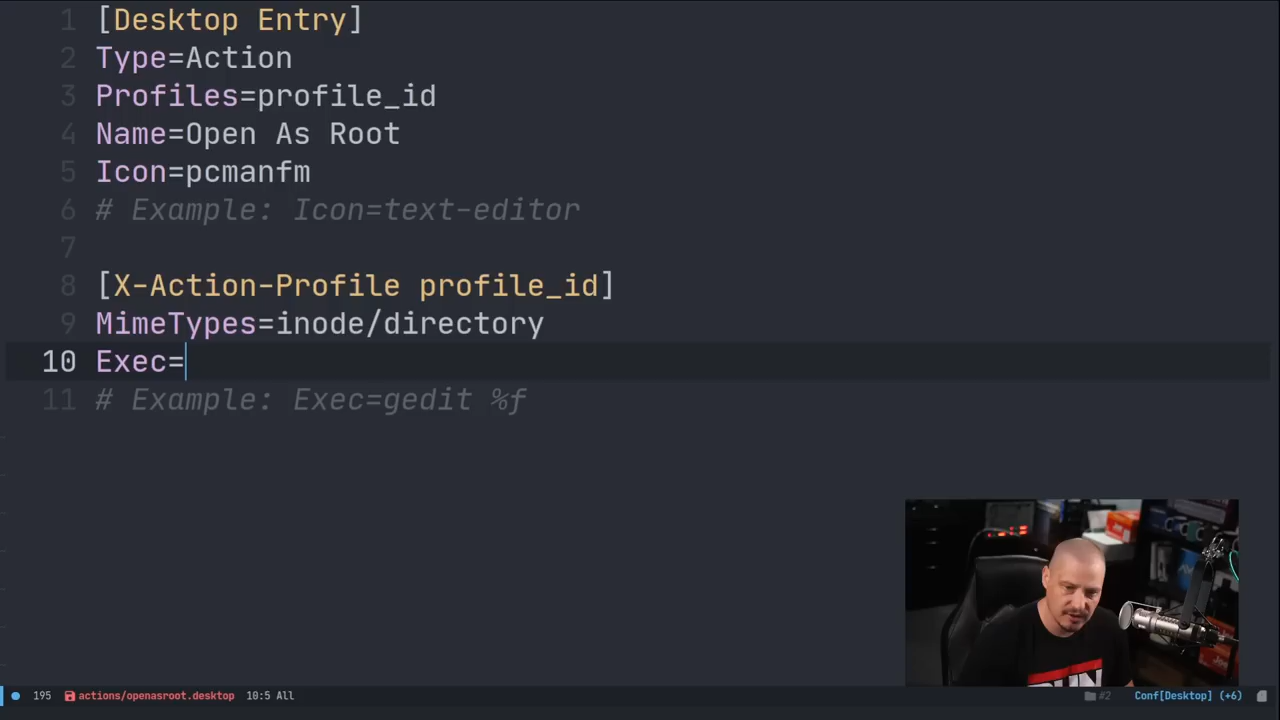 1 [Desktop Entry]
2 Type=Action
3 Profiles=profile_id
4 Name=Open As Root
5 Icon=pcmanfm
6 # Example: Icon=text-editor
7
8 [X-Action-Profile profile_id]
9 MimeTypes=inode/directory
10 Exec=
11 # Example: Exec=gedit %f
195 actions/openasroot.desktop 10:5 All #2 Conf[Desktop] (+6)